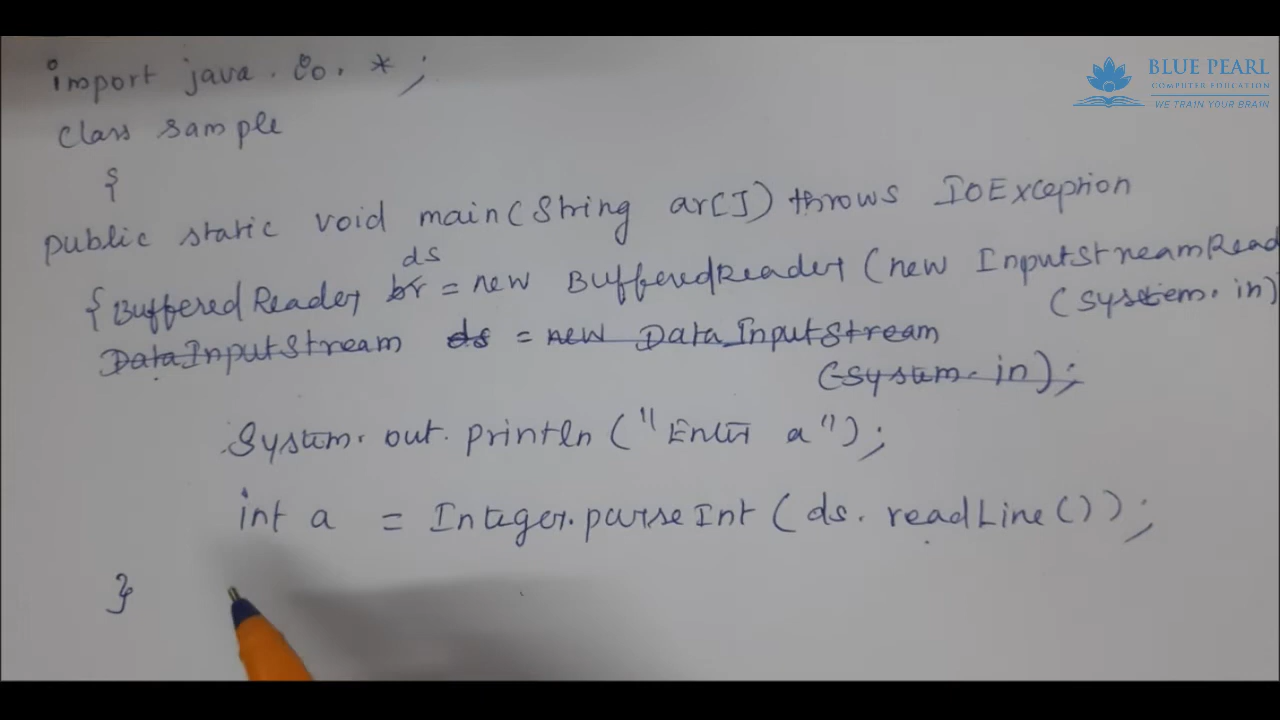 import java.io.*;
class sample
{
public static void main(String ar[]) throws IOException
ds
{ BufferedReader br = new BufferedReader (new InputStreamRead
(System.in)
DataInputStream ds = new DataInputStream
(System.in);
System.out.println("Enter a");
int a = Integer.parseInt(ds.readLine());
}
BLUE PEARL
COMPUTER EDUCATION
WE TRAIN YOUR BRAIN